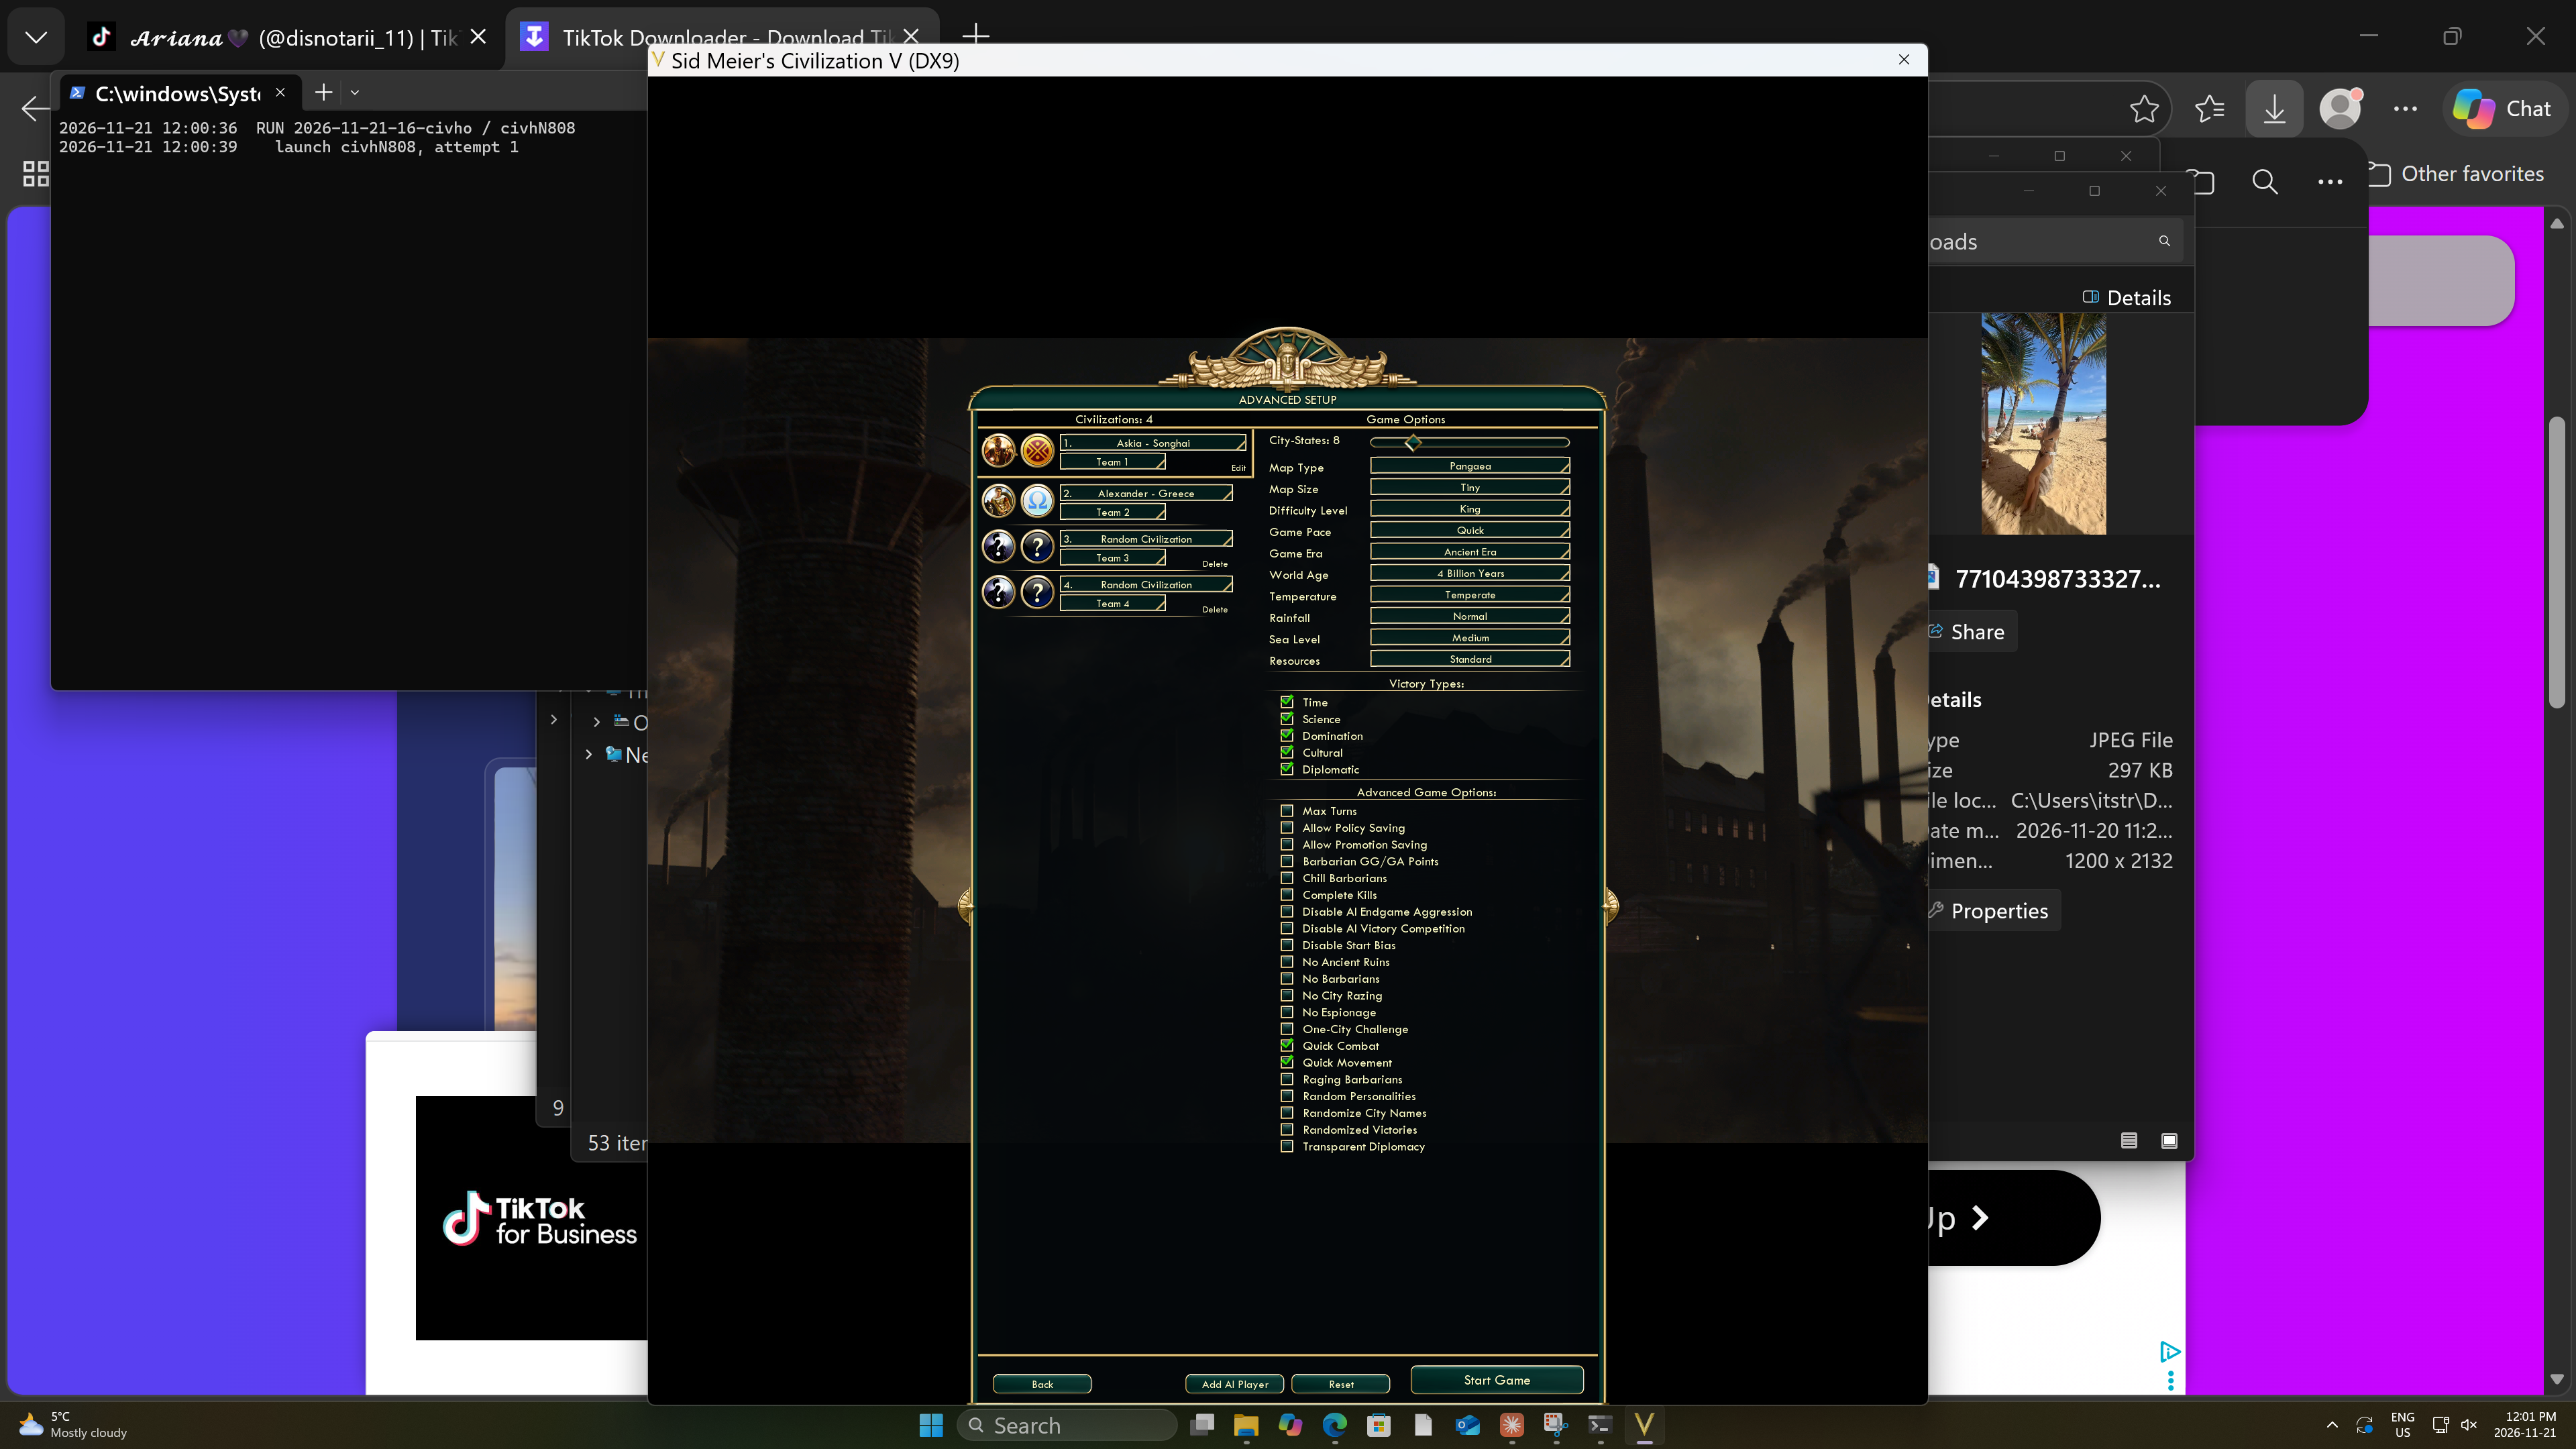 𝓐𝓻𝓲𝓪𝓷𝓪🖤 (@disnotarii_11) | Tik
TikTok Downloader - Download Tik
Sid Meier's Civilization V (DX9)
C:\windows\Syst
Chat
2026-11-21 12:00:36  RUN 2026-11-21-16-civho / civhN808
2026-11-21 12:00:39    launch civhN808, attempt 1
Other favorites
oads
Details
ADVANCED SETUP
Civilizations: 4
Game Options
1. Askia - Songhai
Team 1
Edit
2. Alexander - Greece
Team 2
3. Random Civilization
Team 3
Delete
4. Random Civilization
Team 4
Delete
City-States: 8
Map Type Pangaea
Map Size Tiny
Difficulty Level King
Game Pace Quick
Game Era Ancient Era
World Age 4 Billion Years
Temperature Temperate
Rainfall Normal
Sea Level Medium
Resources Standard
Victory Types:
Time
Science
Domination
Cultural
Diplomatic
Advanced Game Options:
Max Turns
Allow Policy Saving
Allow Promotion Saving
Barbarian GG/GA Points
Chill Barbarians
Complete Kills
Disable AI Endgame Aggression
Disable AI Victory Competition
Disable Start Bias
No Ancient Ruins
No Barbarians
No City Razing
No Espionage
One-City Challenge
Quick Combat
Quick Movement
Raging Barbarians
Random Personalities
Randomize City Names
Randomized Victories
Transparent Diplomacy
Back
Add AI Player
Reset
Start Game
77104398733327...
Share
etails
ype JPEG File
ize 297 KB
ile loc... C:\Users\itstr\D...
ate m... 2026-11-20 11:2...
imen... 1200 x 2132
Properties
O
Ne
9
53 iter
TikTok
for Business
Up
5°C
Mostly cloudy
Search
ENG
US
12:01 PM
2026-11-21